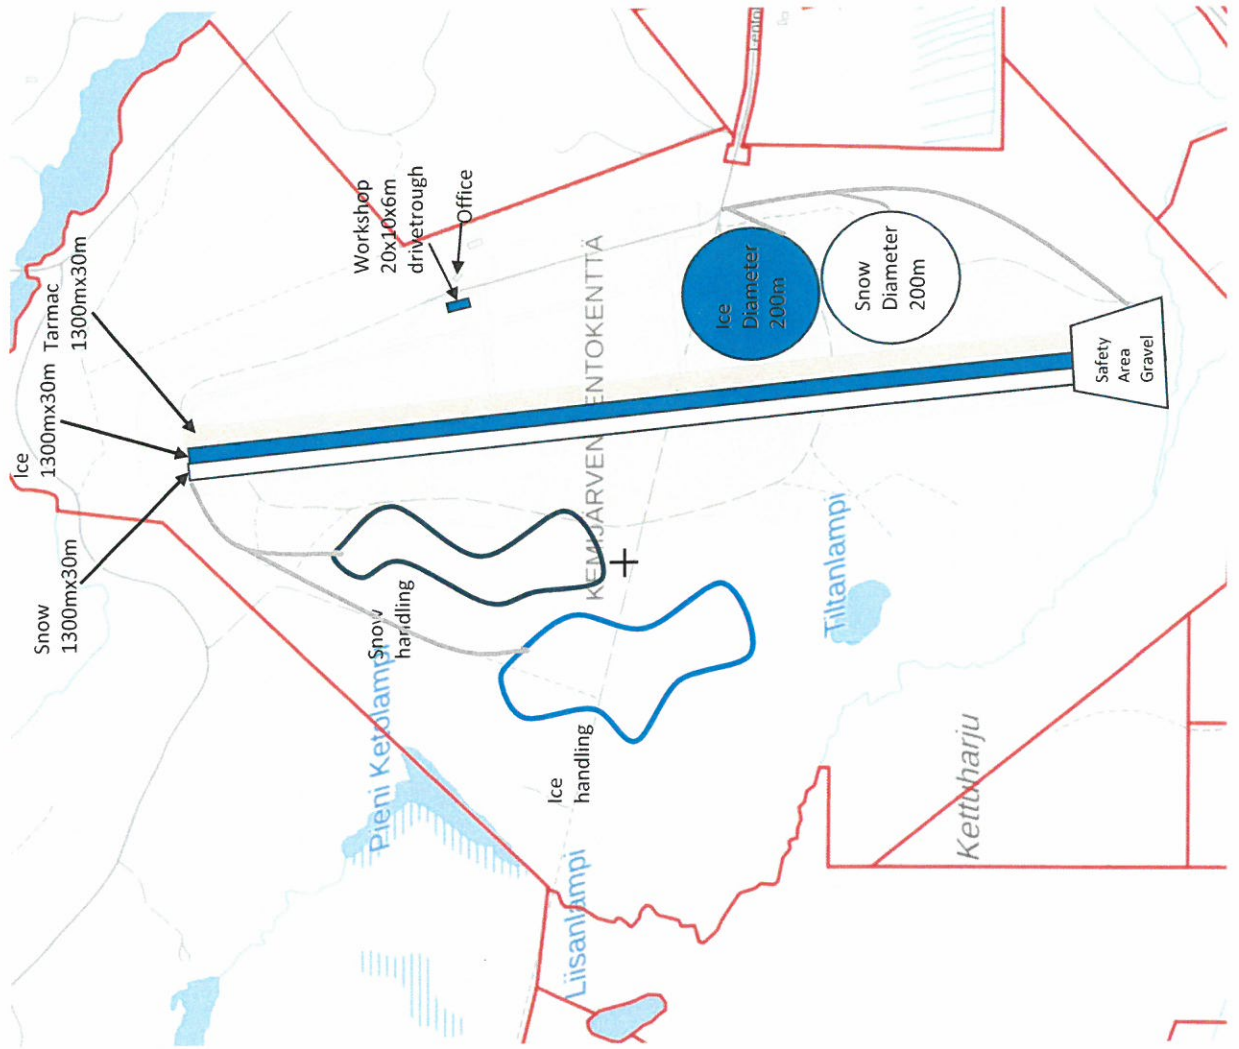 Snow
1300mx30m
Ice
1300mx30m
Tarmac
1300mx30m
Workshop
20x10x6m
drivetrough
Office
KEMIJÄRVEN LENTOKENTTÄ
Ice
Diameter
200m
Snow
Diameter
200m
Safety
Area
Gravel
Snow
handling
Ice
handling
Pieni Ketolampi
Liisanlampi
Tiltanlampi
Kettuharju